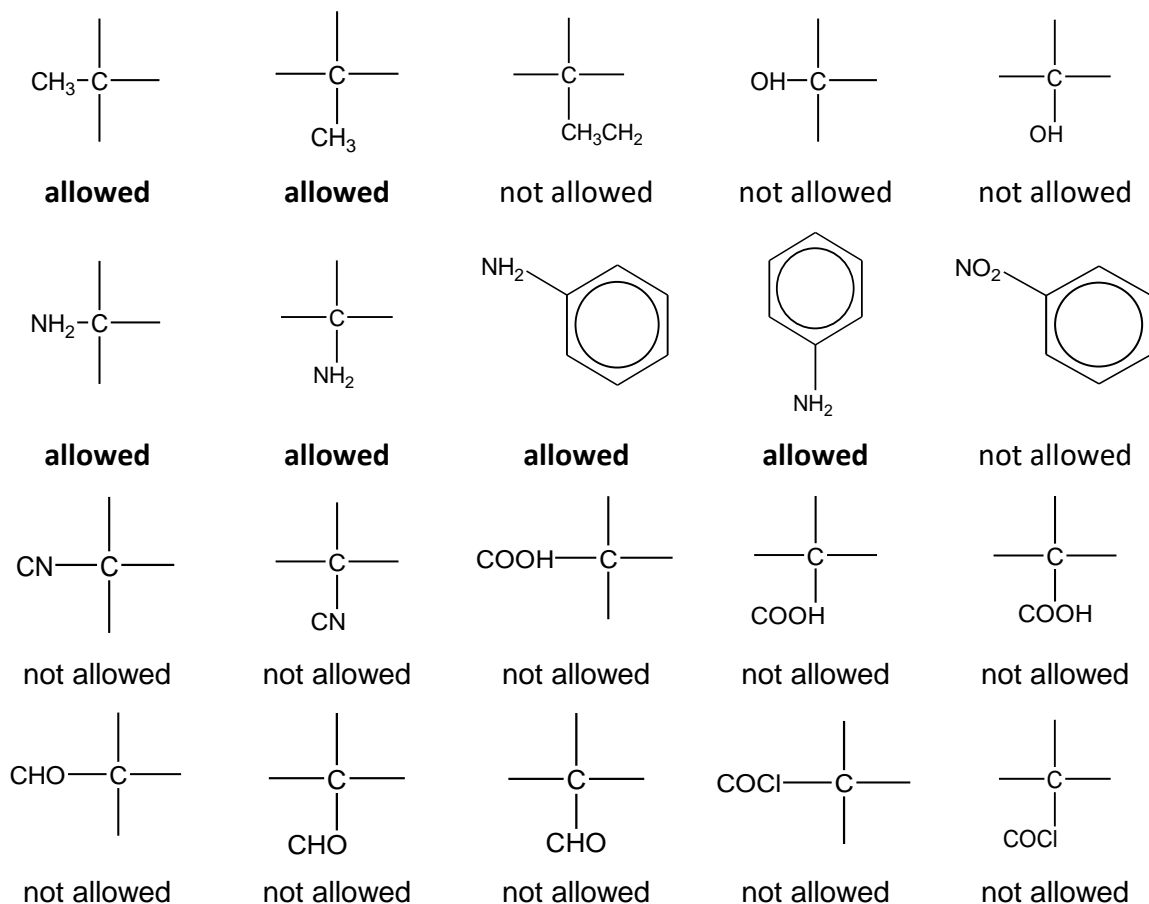 CH3 C C CH3 C CH3CH2 OH C C OH
allowed allowed not allowed not allowed not allowed
NH2 C C NH2 NH2 NH2 NO2
allowed allowed allowed allowed not allowed
CN C C CN COOH C C COOH C COOH
not allowed not allowed not allowed not allowed not allowed
CHO C C CHO C CHO COCl C C COCl
not allowed not allowed not allowed not allowed not allowed